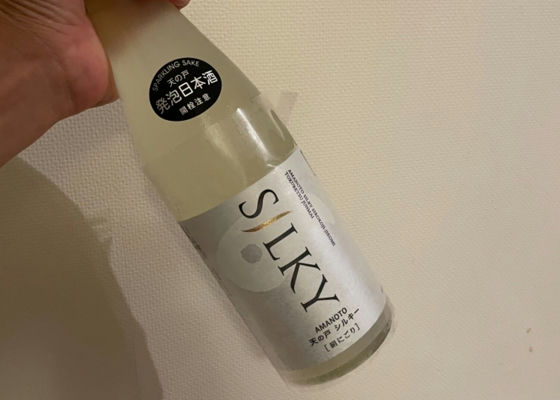 SPARKLING SAKE
天の戸
発泡日本酒
開栓注意
SILKY
AMANOTO
天の戸 シルキー
[絹にごり]